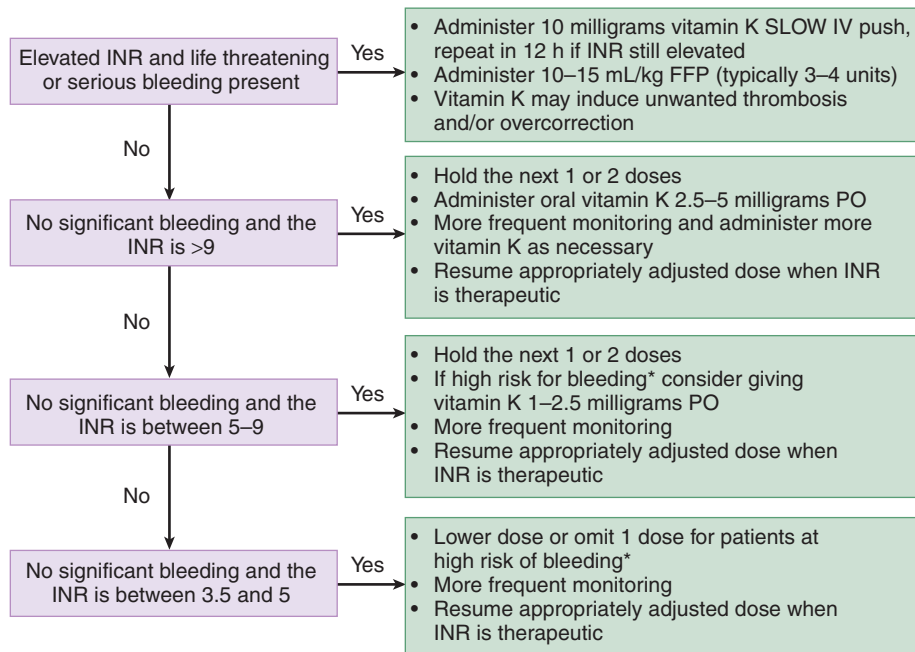 Elevated INR and life threatening
or serious bleeding present
Yes
• Administer 10 milligrams vitamin K SLOW IV push,
repeat in 12 h if INR still elevated
• Administer 10–15 mL/kg FFP (typically 3–4 units)
• Vitamin K may induce unwanted thrombosis
and/or overcorrection
No
No significant bleeding and the
INR is >9
Yes
• Hold the next 1 or 2 doses
• Administer oral vitamin K 2.5–5 milligrams PO
• More frequent monitoring and administer more
vitamin K as necessary
• Resume appropriately adjusted dose when INR
is therapeutic
No
No significant bleeding and the
INR is between 5–9
Yes
• Hold the next 1 or 2 doses
• If high risk for bleeding* consider giving
vitamin K 1–2.5 milligrams PO
• More frequent monitoring
• Resume appropriately adjusted dose when
INR is therapeutic
No
No significant bleeding and the
INR is between 3.5 and 5
Yes
• Lower dose or omit 1 dose for patients at
high risk of bleeding*
• More frequent monitoring
• Resume appropriately adjusted dose when
INR is therapeutic